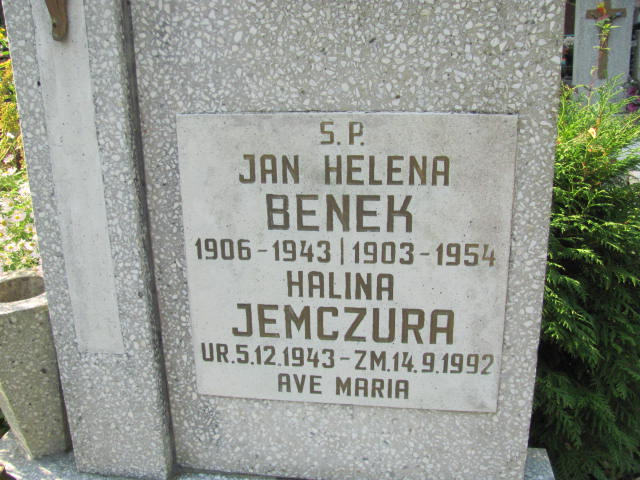 S. P.
JAN HELENA
BENEK
1906 - 1943 | 1903 - 1954
HALINA
JEMCZURA
UR. 5.12.1943 - ZM. 14.9.1992
AVE MARIA